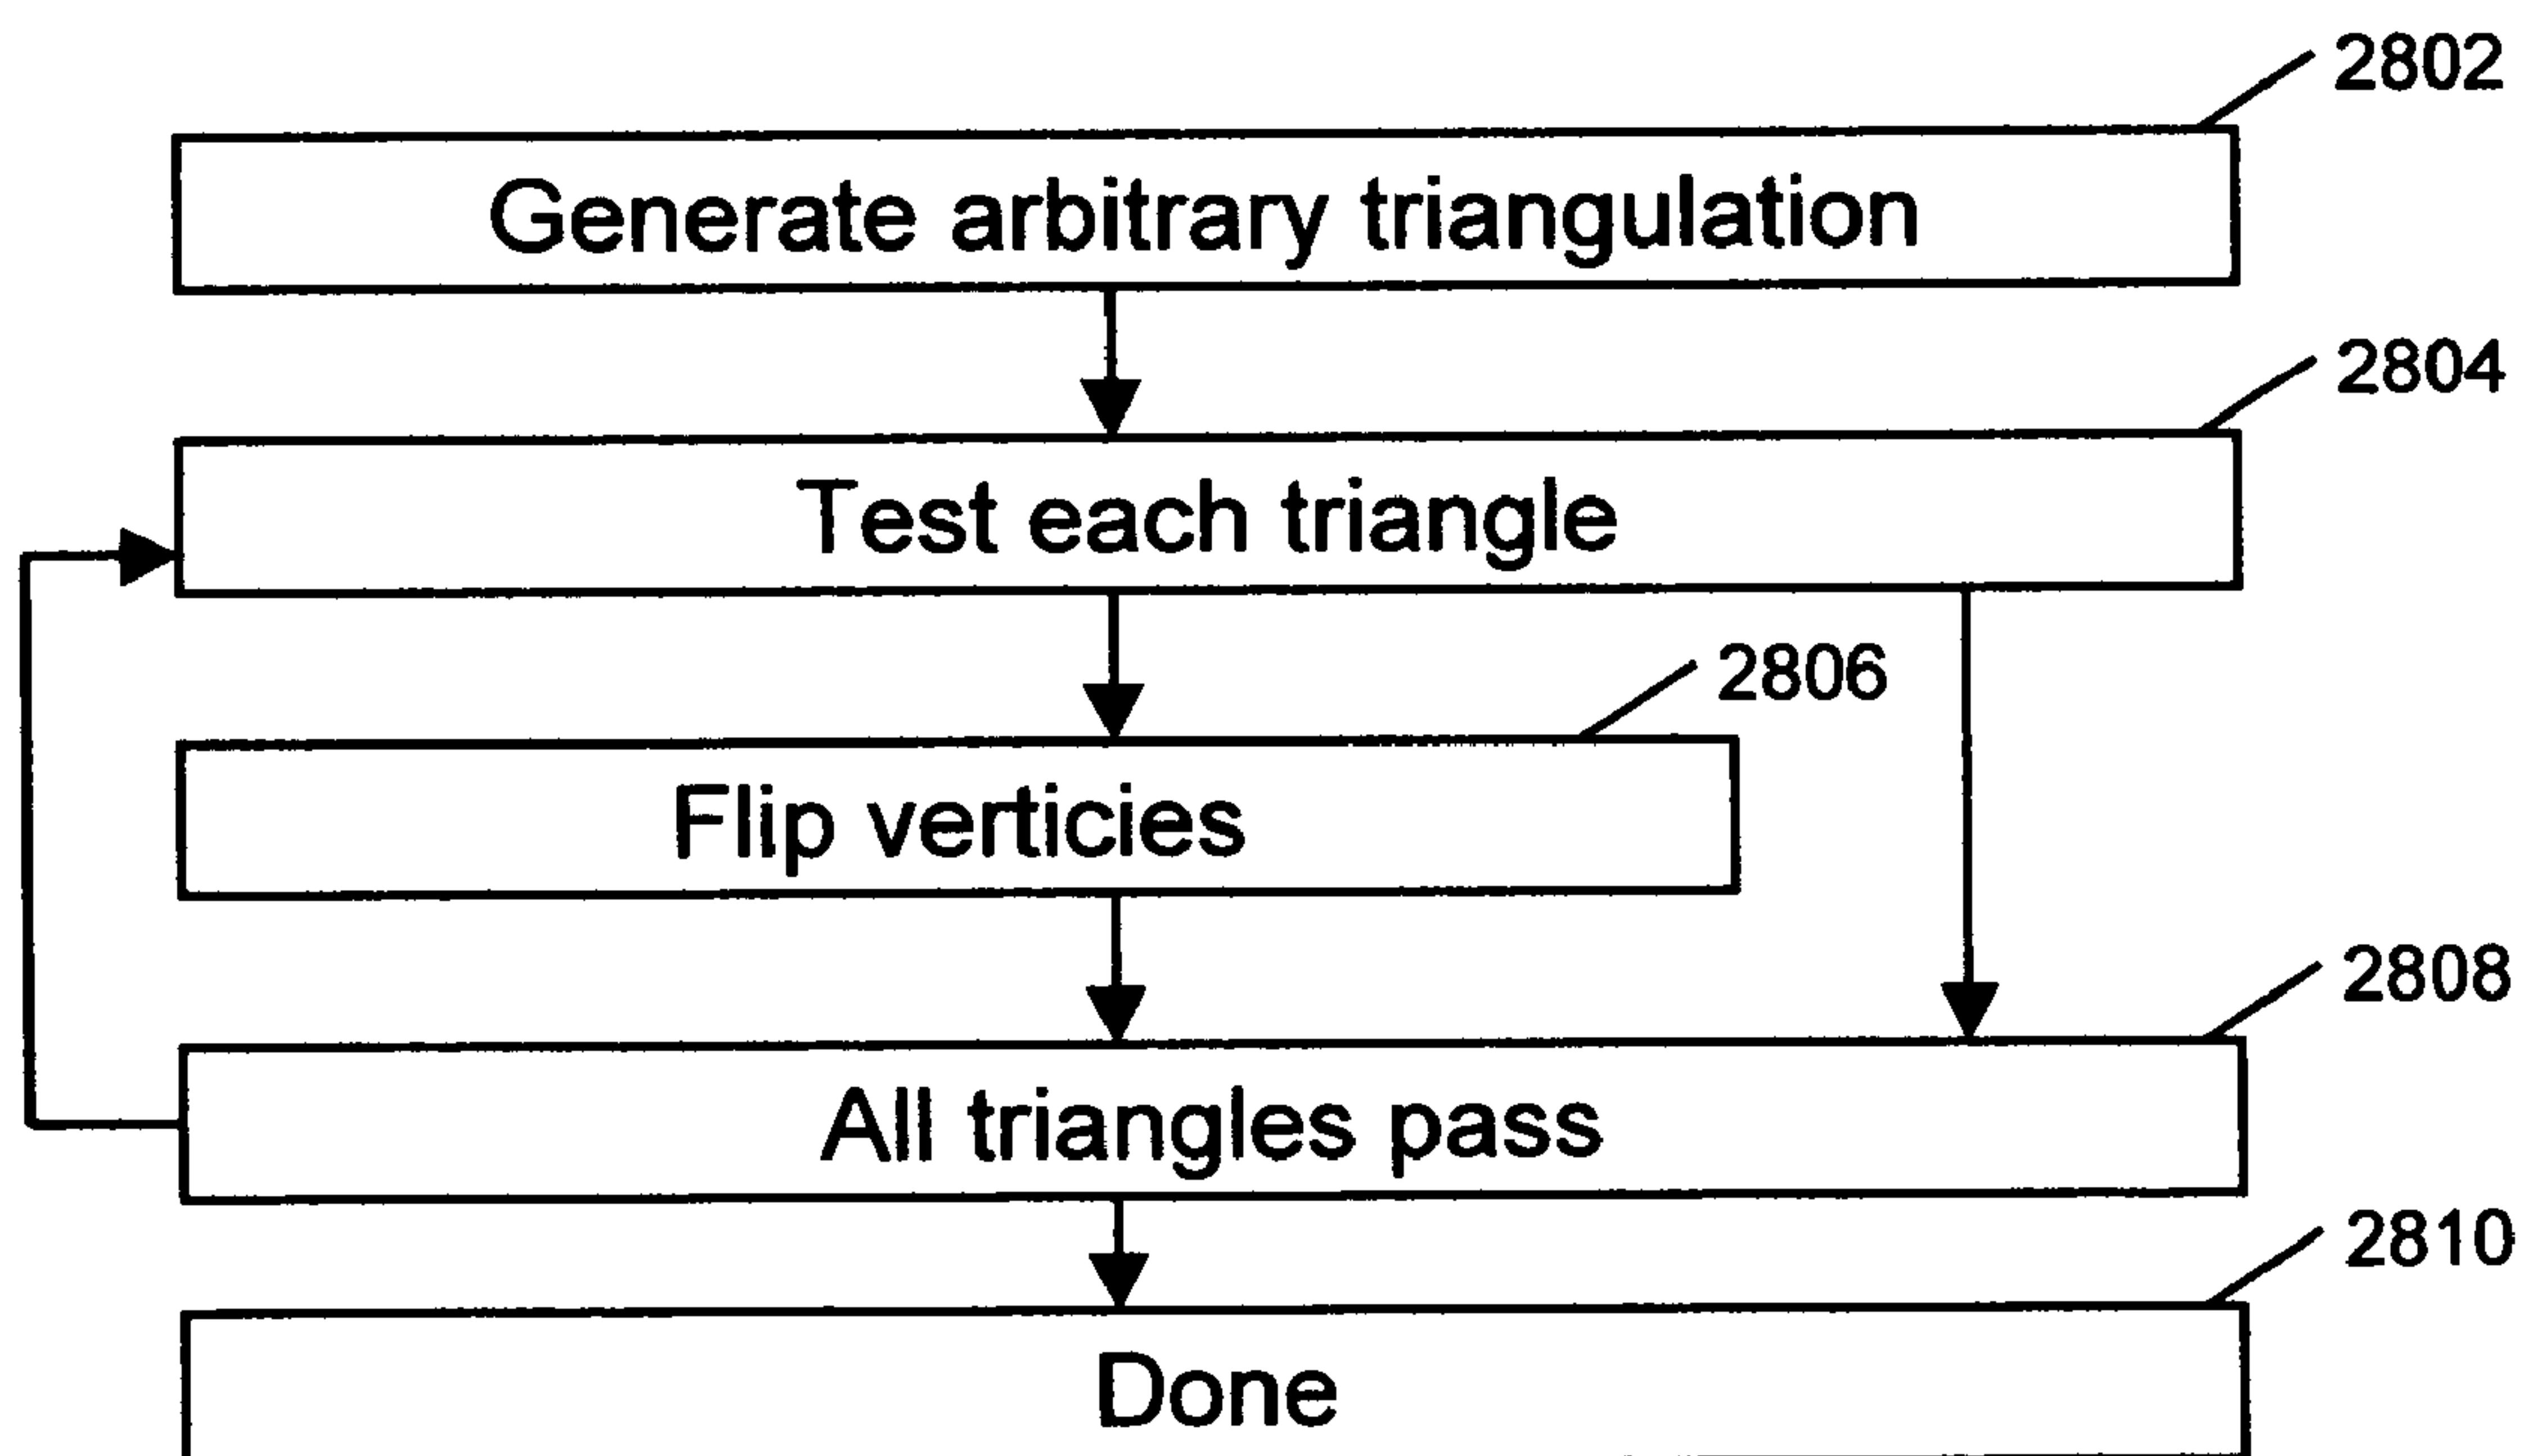 2802
Generate arbitrary triangulation
2804
Test each triangle
2806
Flip verticies
2808
All triangles pass
2810
Done